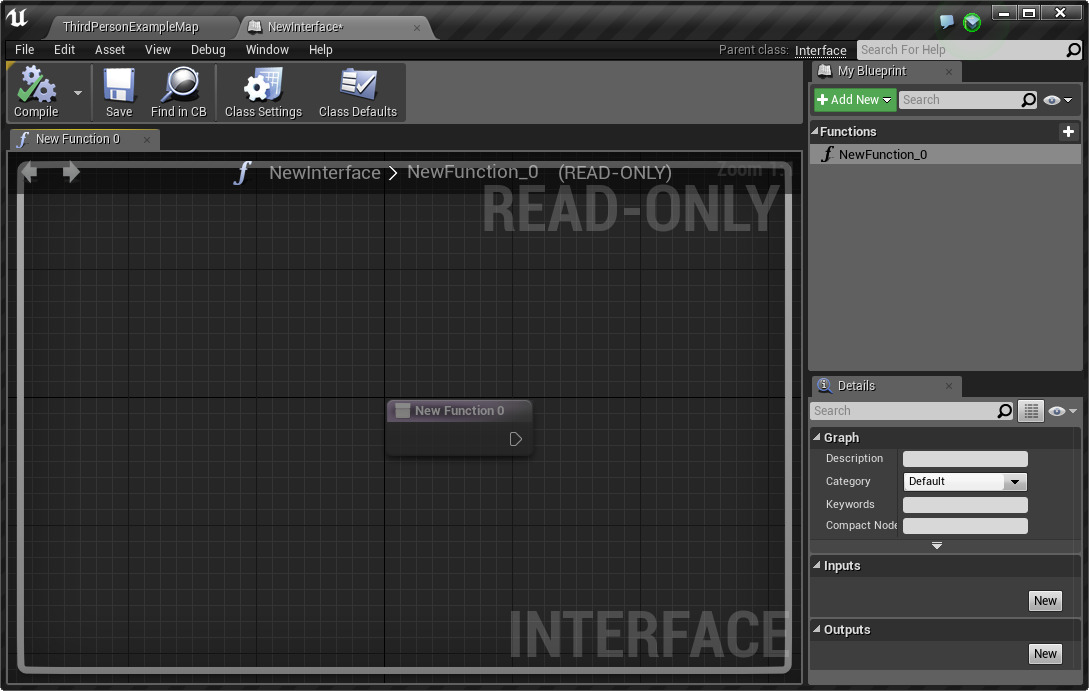 ThirdPersonExampleMap
NewInterface*
File Edit Asset View Debug Window Help
Parent class: Interface
Search For Help
Compile
Save
Find in CB
Class Settings
Class Defaults
New Function 0
NewInterface > NewFunction_0 (READ-ONLY)
Zoom 1:1
READ-ONLY
New Function 0
INTERFACE
My Blueprint
+ Add New
Search
Functions
NewFunction_0
Details
Search
Graph
Description
Category Default
Keywords
Compact Node
Inputs
New
Outputs
New